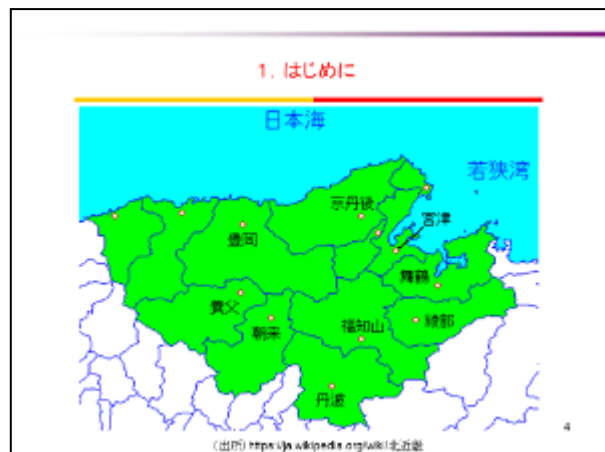 1. はじめに
日本海
若狭湾
京丹後
宮津
豊岡
舞鶴
養父
朝来
福知山
綾部
丹波
4
(出所) https://ja.wikipedia.org/wiki/北近畿